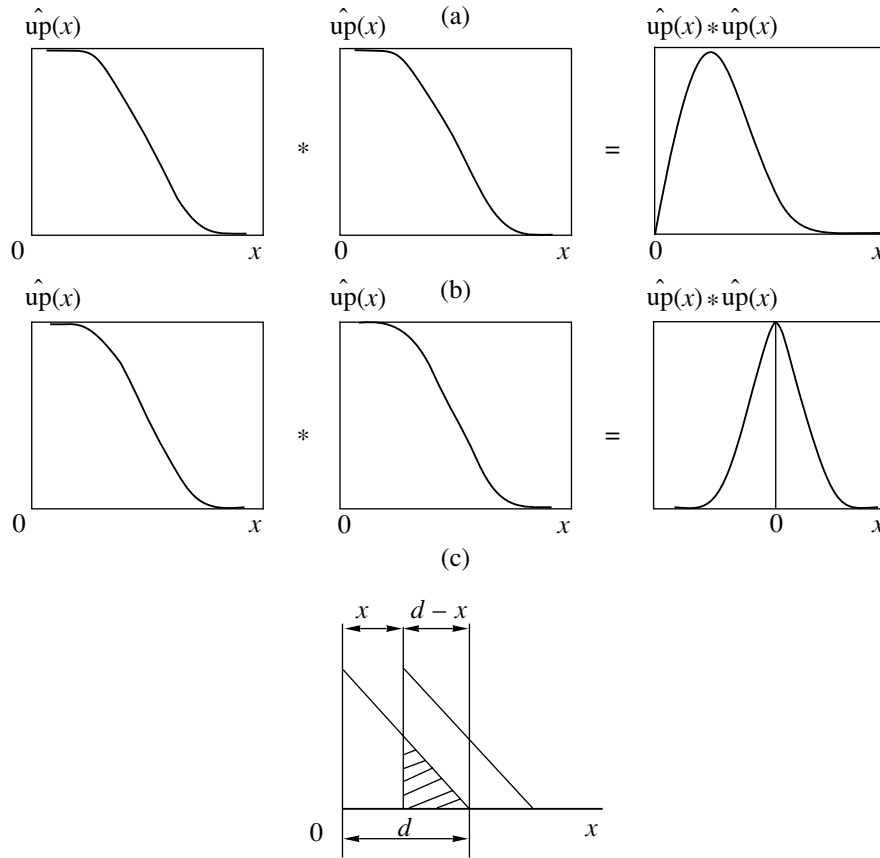 (a)
ûp(x) ûp(x) ûp(x) * ûp(x)
* =
0 x 0 x 0 x
(b)
ûp(x) ûp(x) ûp(x) * ûp(x)
* =
0 x 0 x 0 x
(c)
x d – x
0 d x